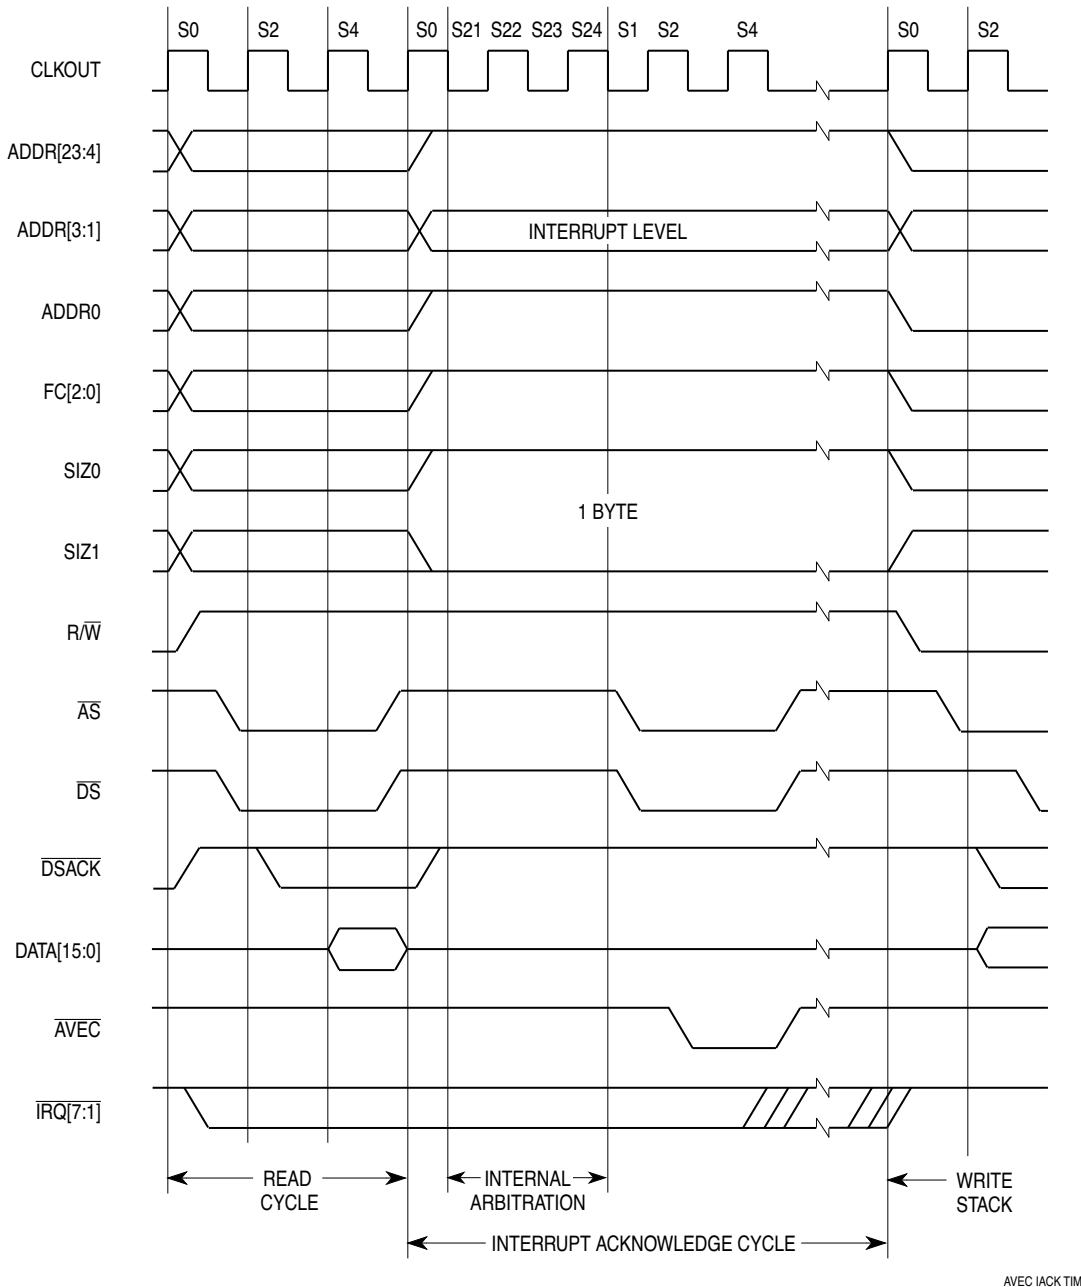 S0 S2 S4 S0 S21 S22 S23 S24 S1 S2 S4 S0 S2
CLKOUT
ADDR[23:4]
ADDR[3:1]
INTERRUPT LEVEL
ADDR0
FC[2:0]
SIZ0
1 BYTE
SIZ1
R/W
AS
DS
DSACK
DATA[15:0]
AVEC
IRQ[7:1]
READ
CYCLE
INTERNAL
ARBITRATION
WRITE
STACK
INTERRUPT ACKNOWLEDGE CYCLE
AVEC IACK TIM